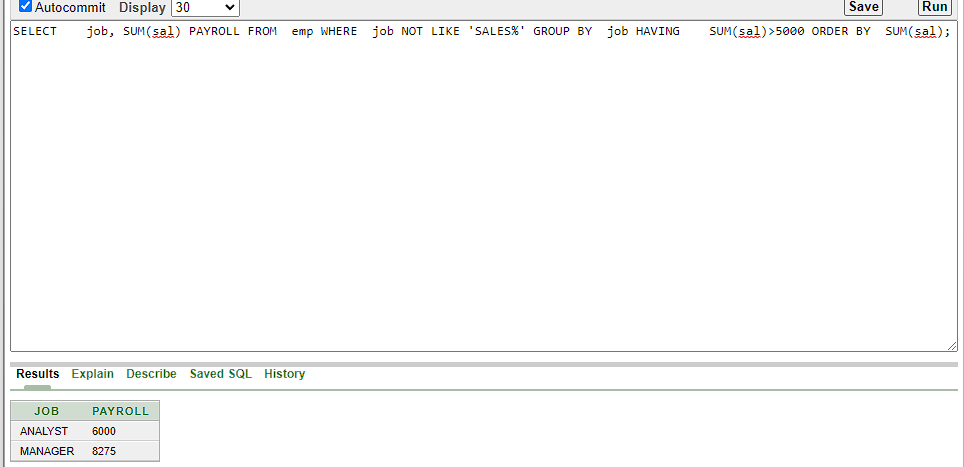 Autocommit Display 30 Save Run
SELECT    job, SUM(sal) PAYROLL FROM  emp WHERE  job NOT LIKE 'SALES%' GROUP BY  job HAVING    SUM(sal)>5000 ORDER BY  SUM(sal);
Results Explain Describe Saved SQL History
JOB PAYROLL
ANALYST 6000
MANAGER 8275